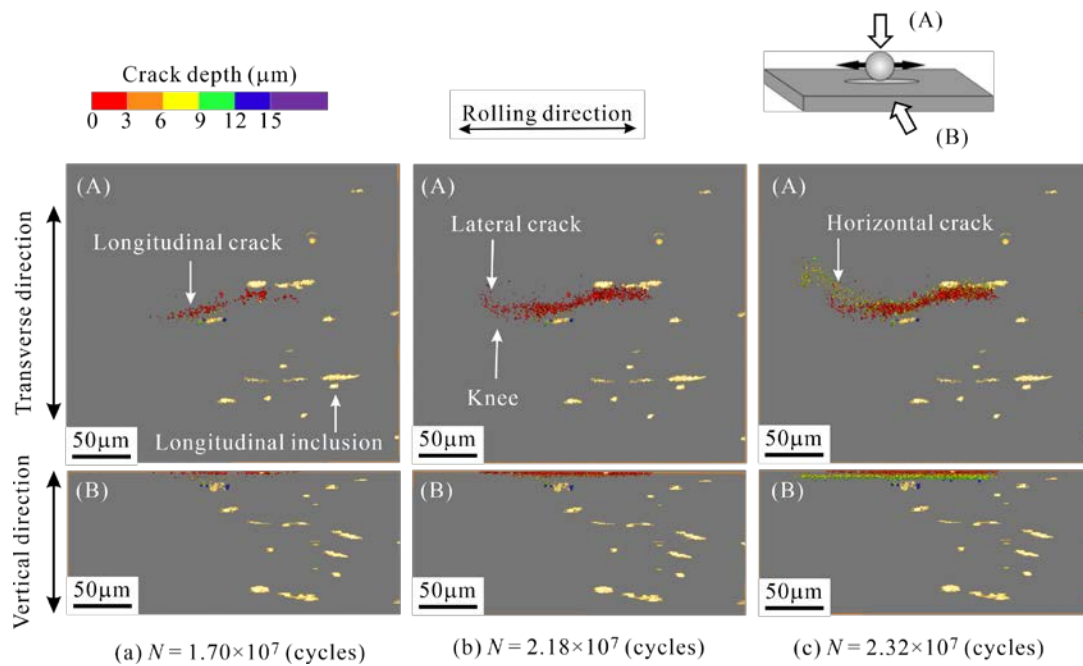 Crack depth (μm)
0 3 6 9 12 15
Rolling direction
(A)
(B)
Transverse direction
(A)
Longitudinal crack
Longitudinal inclusion
50μm
(A)
Lateral crack
Knee
50μm
(A)
Horizontal crack
50μm
Vertical direction
(B)
50μm
(B)
50μm
(B)
50μm
(a) N = 1.70×10⁷ (cycles)
(b) N = 2.18×10⁷ (cycles)
(c) N = 2.32×10⁷ (cycles)